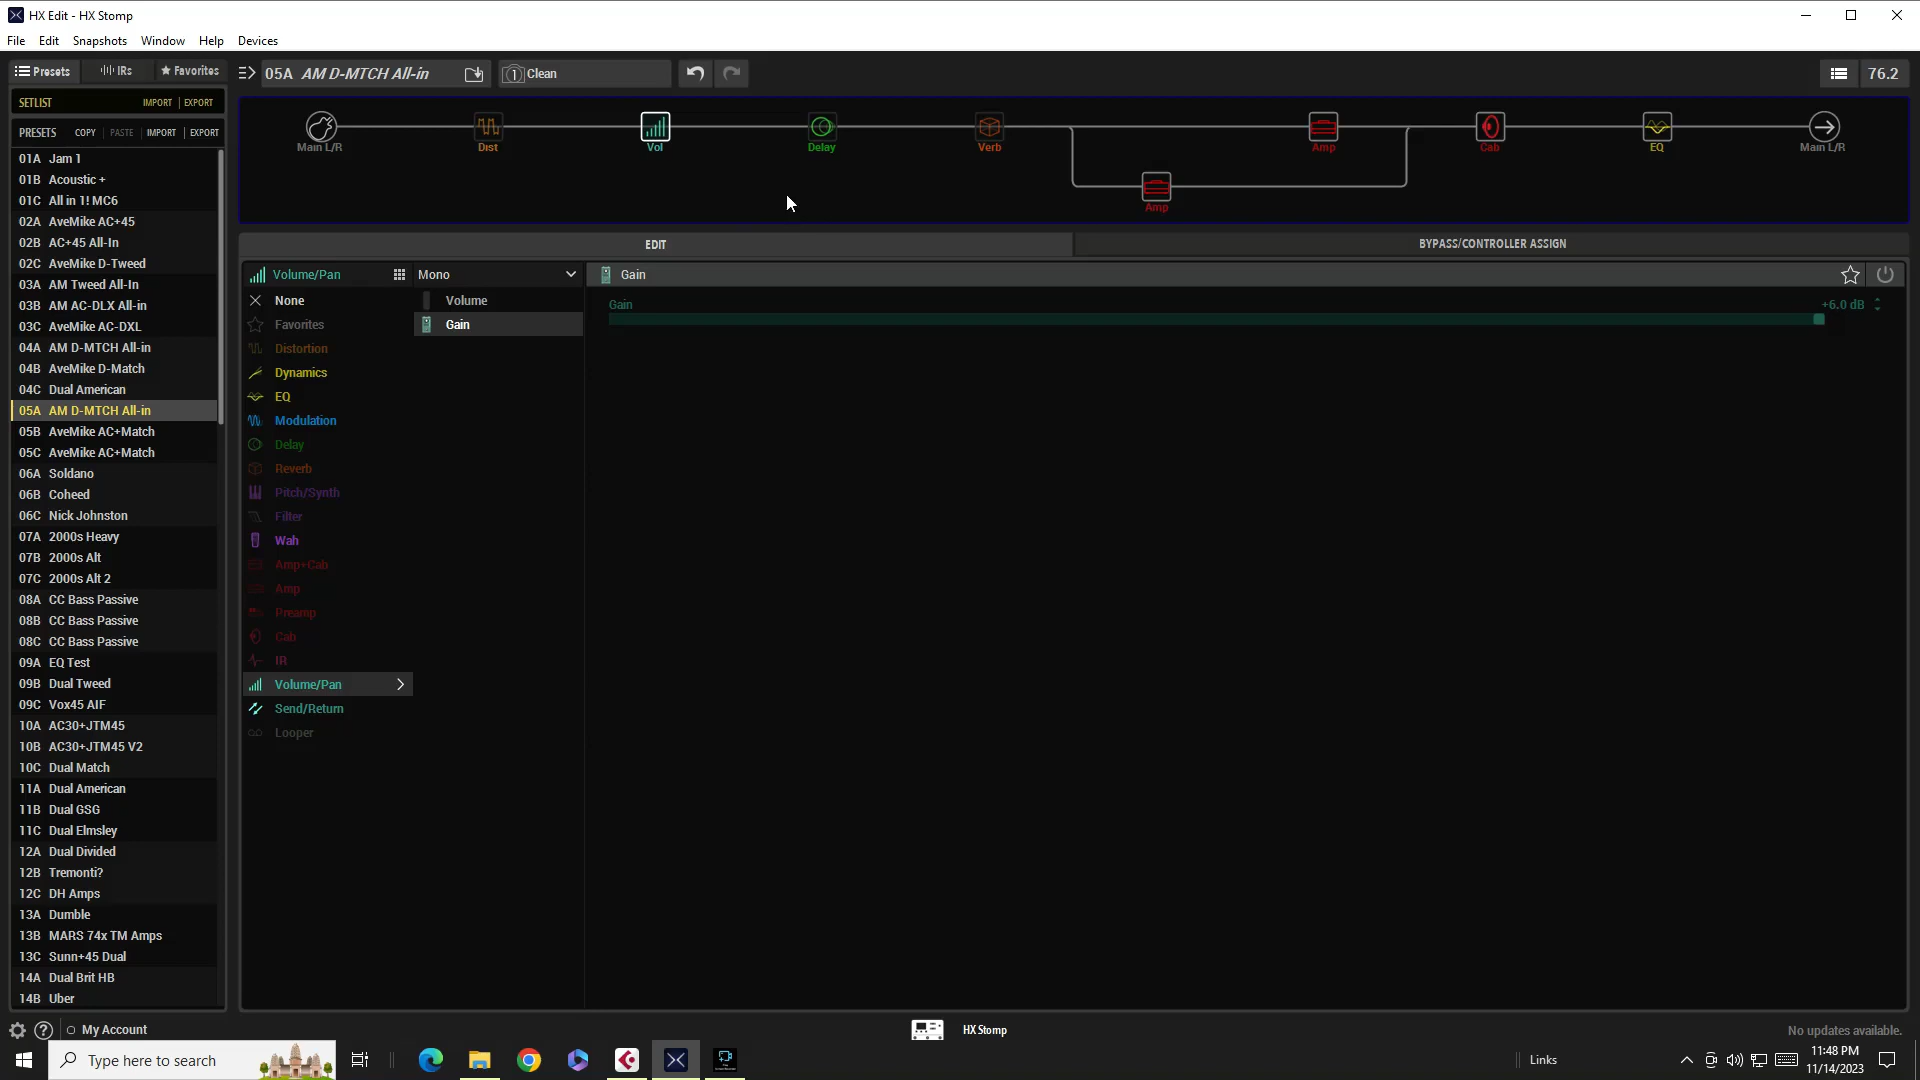 HX Edit - HX Stomp
File Edit Snapshots Window Help Devices
Presets IRs Favorites 05A AM D-MTCH All-in 1 Clean 76.2
SETLIST IMPORT | EXPORT
PRESETS COPY | PASTE | IMPORT | EXPORT
Main L/R Dist Vol Delay Verb Amp Cab EQ Main L/R
Amp
01A Jam 1
01B Acoustic +
01C All in 1! MC6
02A AveMike AC+45
02B AC+45 All-In
02C AveMike D-Tweed
03A AM Tweed All-In
03B AM AC-DLX All-in
03C AveMike AC-DXL
04A AM D-MTCH All-in
04B AveMike D-Match
04C Dual American
05A AM D-MTCH All-in
05B AveMike AC+Match
05C AveMike AC+Match
06A Soldano
06B Coheed
06C Nick Johnston
07A 2000s Heavy
07B 2000s Alt
07C 2000s Alt 2
08A CC Bass Passive
08B CC Bass Passive
08C CC Bass Passive
09A EQ Test
09B Dual Tweed
09C Vox45 AIF
10A AC30+JTM45
10B AC30+JTM45 V2
10C Dual Match
11A Dual American
11B Dual GSG
11C Dual Elmsley
12A Dual Divided
12B Tremonti?
12C DH Amps
13A Dumble
13B MARS 74x TM Amps
13C Sunn+45 Dual
14A Dual Brit HB
14B Uber
EDIT BYPASS/CONTROLLER ASSIGN
Volume/Pan Mono Gain
None
Favorites
Distortion
Dynamics
EQ
Modulation
Delay
Reverb
Pitch/Synth
Filter
Wah
Amp+Cab
Amp
Preamp
Cab
IR
Volume/Pan
Send/Return
Looper
Volume
Gain
Gain +6.0 dB
My Account HX Stomp No updates available.
Type here to search Links 11:48 PM
11/14/2023